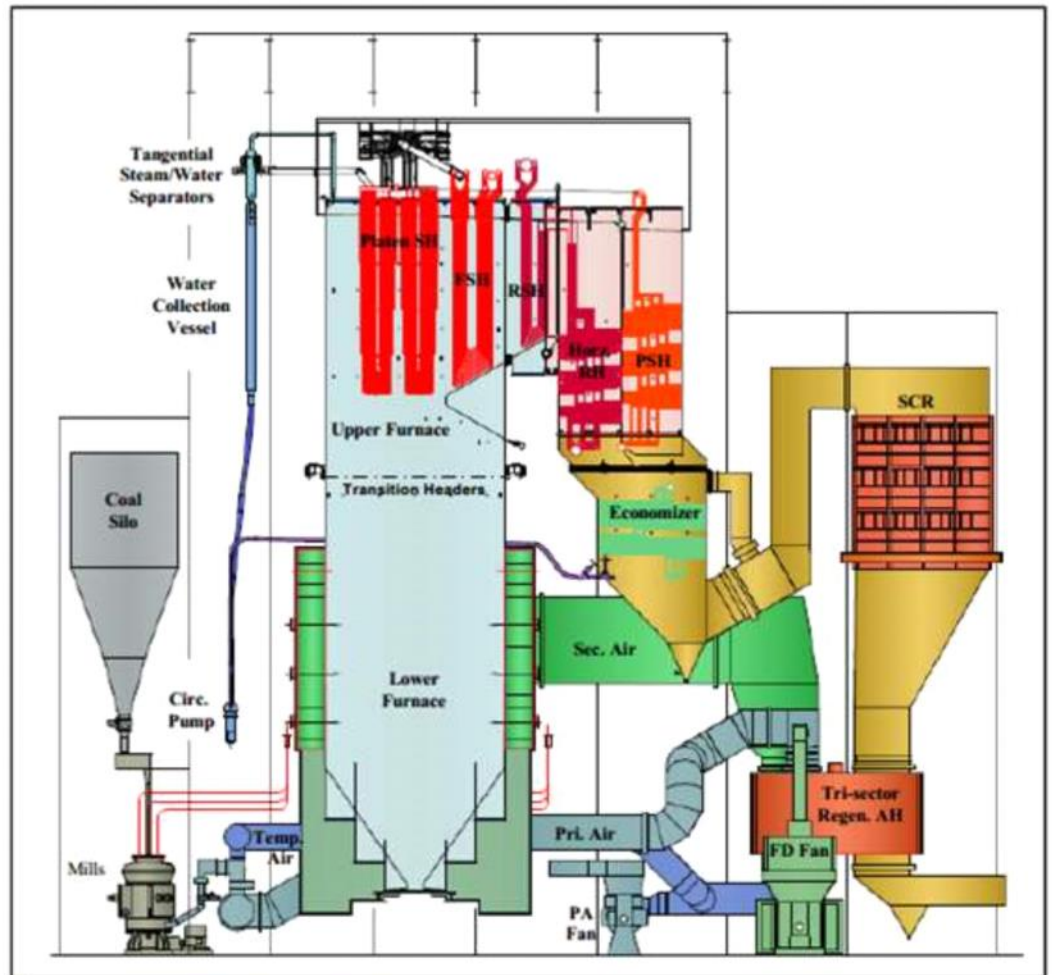 Tangential
Steam/Water
Separators
Platen SH
FSH
RSH
Water
Collection
Vessel
Horz.
RH
PSH
SCR
Upper Furnace
Transition Headers
Coal
Silo
Economizer
Sec. Air
Lower
Furnace
Circ.
Pump
Tri-sector
Regen. AH
Temp.
Air
Pri. Air
FD Fan
Mills
PA
Fan